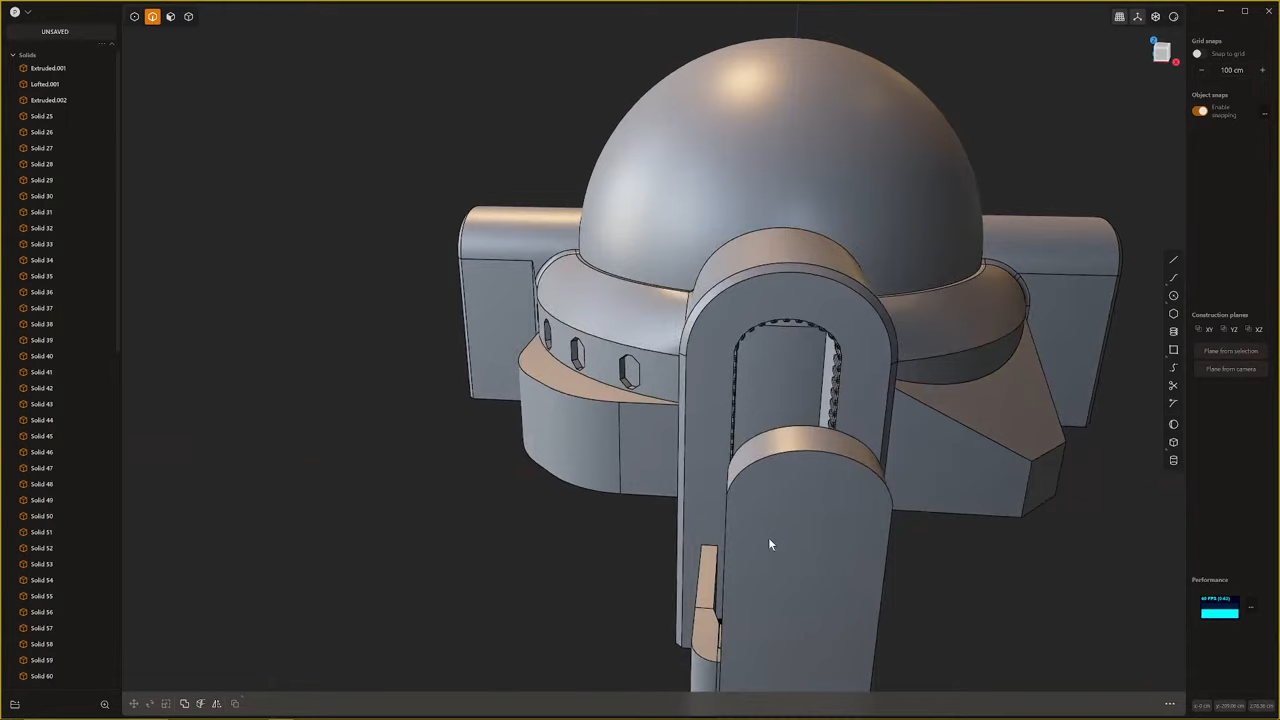 P
UNSAVED
Solids
Extruded.001
Lofted.001
Extruded.002
Solid 25
Solid 26
Solid 27
Solid 28
Solid 29
Solid 30
Solid 31
Solid 32
Solid 33
Solid 34
Solid 35
Solid 36
Solid 37
Solid 38
Solid 39
Solid 40
Solid 41
Solid 42
Solid 43
Solid 44
Solid 45
Solid 46
Solid 47
Solid 48
Solid 49
Solid 50
Solid 51
Solid 52
Solid 53
Solid 54
Solid 55
Solid 56
Solid 57
Solid 58
Solid 59
Solid 60
Z
X
Grid snaps
Snap to grid
100 cm
Object snaps
Enable
snapping
Construction planes
XY YZ XZ
Plane from selection
Plane from camera
Performance